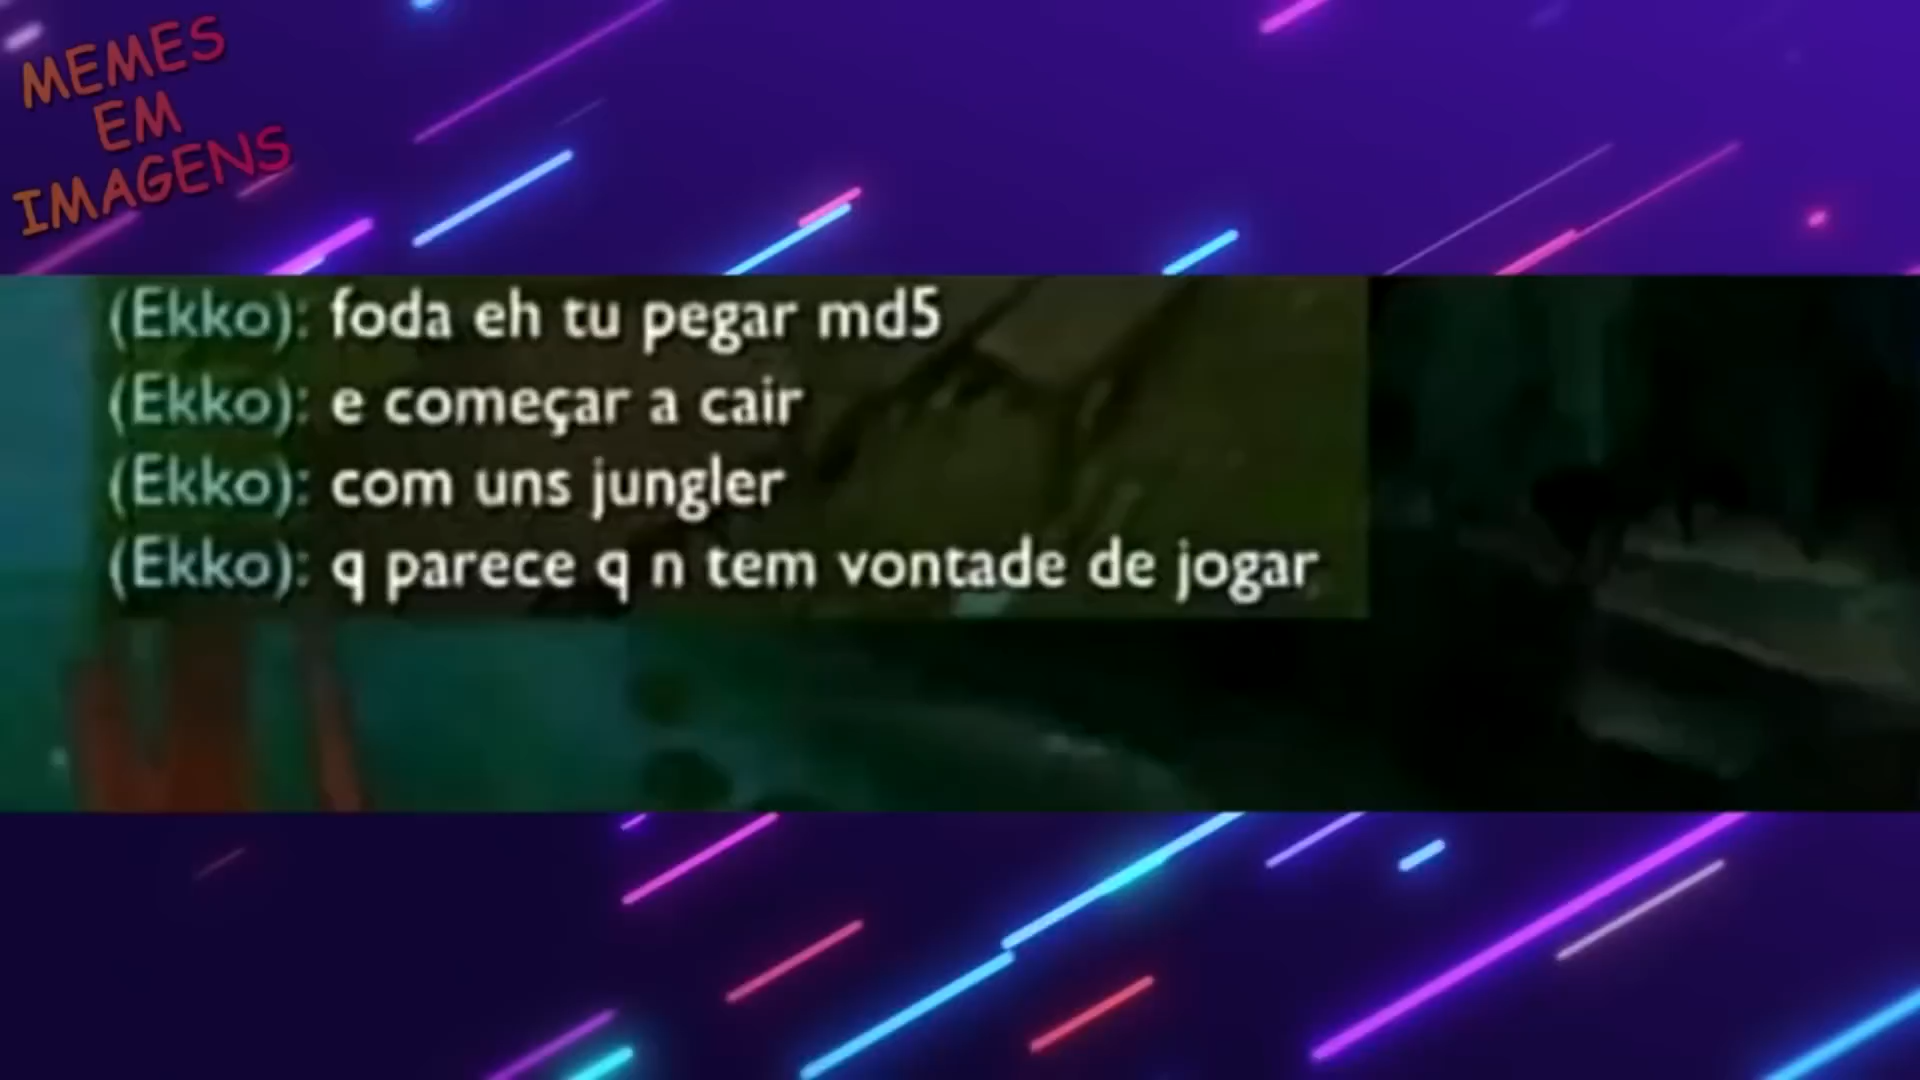 MEMES
EM
IMAGENS
(Ekko): foda eh tu pegar md5
(Ekko): e começar a cair
(Ekko): com uns jungler
(Ekko): q parece q n tem vontade de jogar